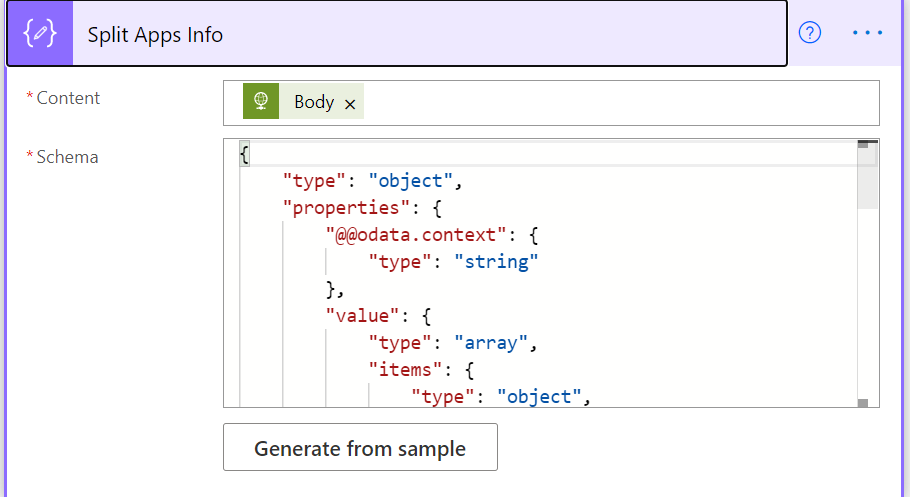 Split Apps Info
?
...
*Content
Body ×
*Schema
{
"type": "object",
"properties": {
"@@odata.context": {
"type": "string"
},
"value": {
"type": "array",
"items": {
"type": "object",
Generate from sample